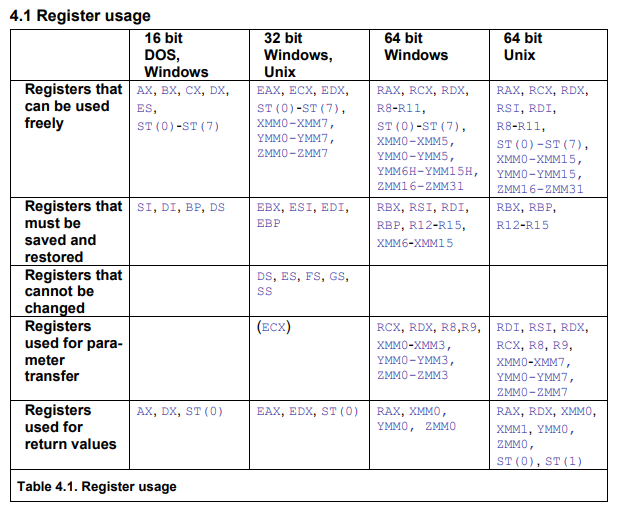 4.1 Register usage
16 bit DOS, Windows
32 bit Windows, Unix
64 bit Windows
64 bit Unix
Registers that can be used freely
AX, BX, CX, DX,
ES,
ST(0)-ST(7)
EAX, ECX, EDX,
ST(0)-ST(7),
XMM0-XMM7,
YMM0-YMM7,
ZMM0-ZMM7
RAX, RCX, RDX,
R8-R11,
ST(0)-ST(7),
XMM0-XMM5,
YMM0-YMM5,
YMM6H-YMM15H,
ZMM16-ZMM31
RAX, RCX, RDX,
RSI, RDI,
R8-R11,
ST(0)-ST(7),
XMM0-XMM15,
YMM0-YMM15,
ZMM16-ZMM31
Registers that must be saved and restored
SI, DI, BP, DS
EBX, ESI, EDI,
EBP
RBX, RSI, RDI,
RBP, R12-R15,
XMM6-XMM15
RBX, RBP,
R12-R15
Registers that cannot be changed
DS, ES, FS, GS,
SS
Registers used for para-
meter transfer
(ECX)
RCX, RDX, R8,R9,
XMM0-XMM3,
YMM0-YMM3,
ZMM0-ZMM3
RDI, RSI, RDX,
RCX, R8, R9,
XMM0-XMM7,
YMM0-YMM7,
ZMM0-ZMM7
Registers used for return values
AX, DX, ST(0)
EAX, EDX, ST(0)
RAX, XMM0,
YMM0, ZMM0
RAX, RDX, XMM0,
XMM1, YMM0,
ZMM0,
ST(0), ST(1)
Table 4.1. Register usage